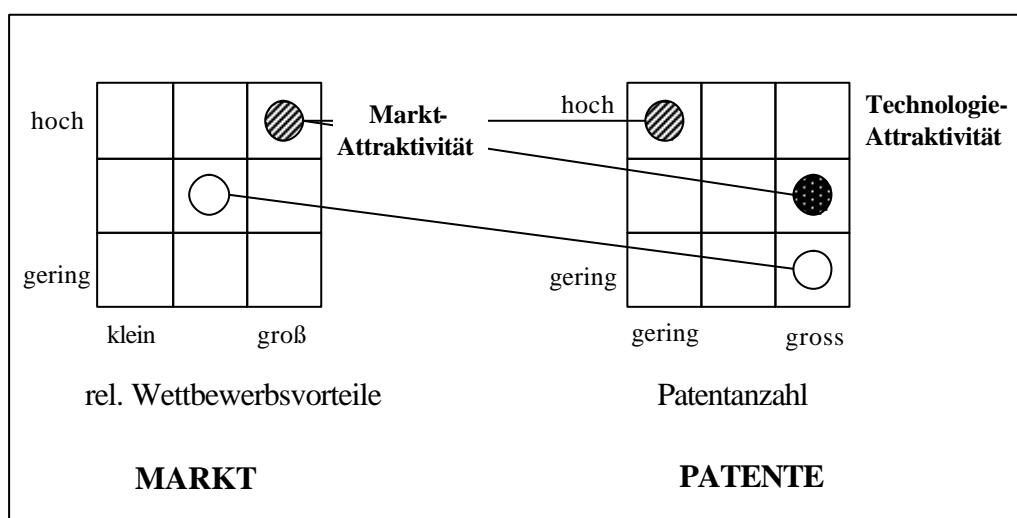 hoch
Markt-
Attraktivität
hoch
Technologie-
Attraktivität
gering
gering
klein
groß
gering
gross
rel. Wettbewerbsvorteile
Patentanzahl
MARKT
PATENTE